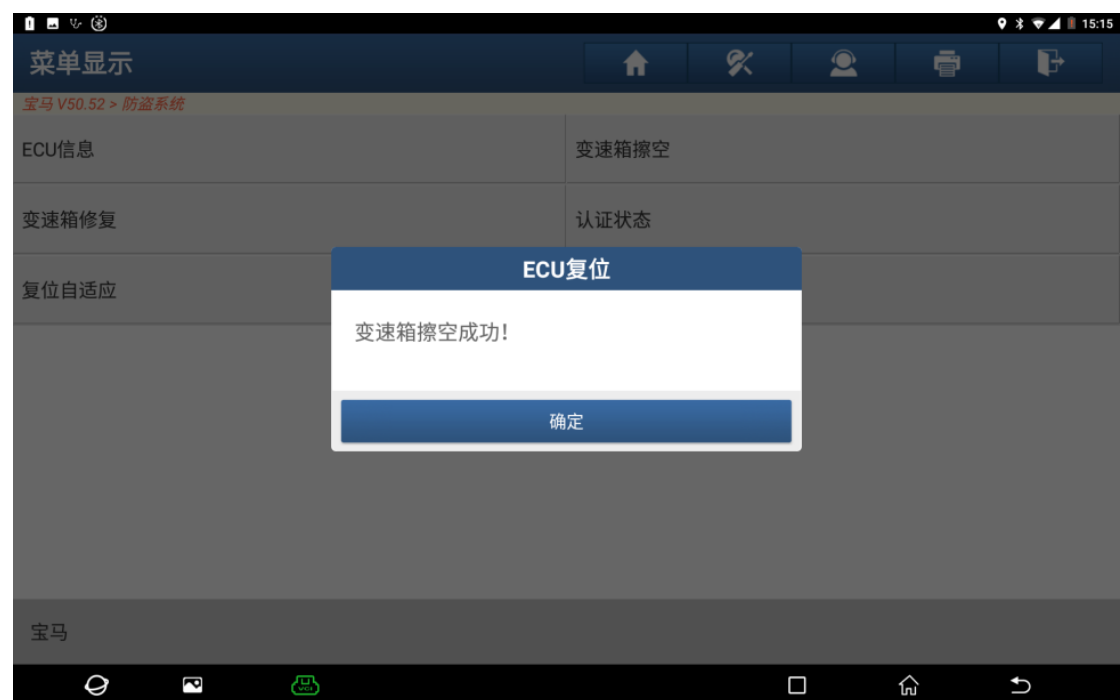 15:15
菜单显示
宝马 V50.52 > 防盗系统
ECU信息
变速箱擦空
变速箱修复
认证状态
复位自适应
ECU复位
变速箱擦空成功!
确定
宝马
VCI